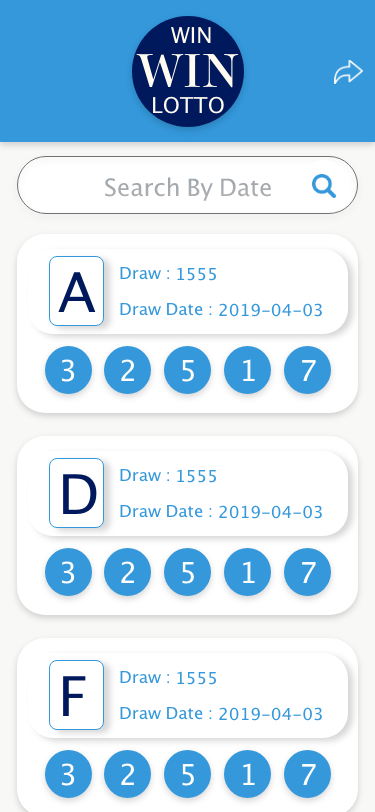 WIN
WIN
LOTTO
Search By Date
A
Draw : 1555
Draw Date : 2019-04-03
3 2 5 1 7
D
Draw : 1555
Draw Date : 2019-04-03
3 2 5 1 7
F
Draw : 1555
Draw Date : 2019-04-03
3 2 5 1 7